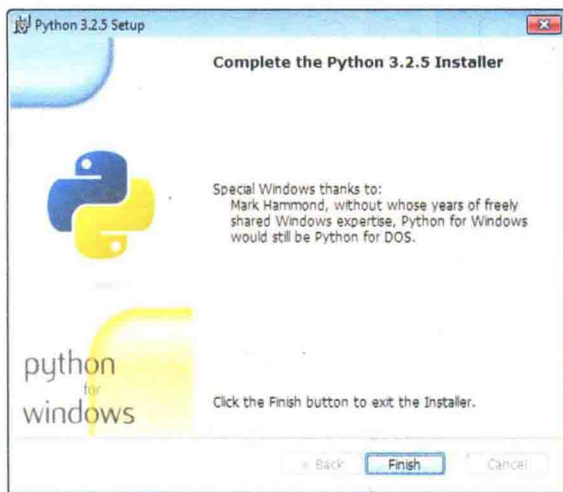 Python 3.2.5 Setup
Complete the Python 3.2.5 Installer
Special Windows thanks to:
Mark Hammond, without whose years of freely
shared Windows expertise, Python for Windows
would still be Python for DOS.
python
for
windows
Click the Finish button to exit the Installer.
< Back
Finish
Cancel